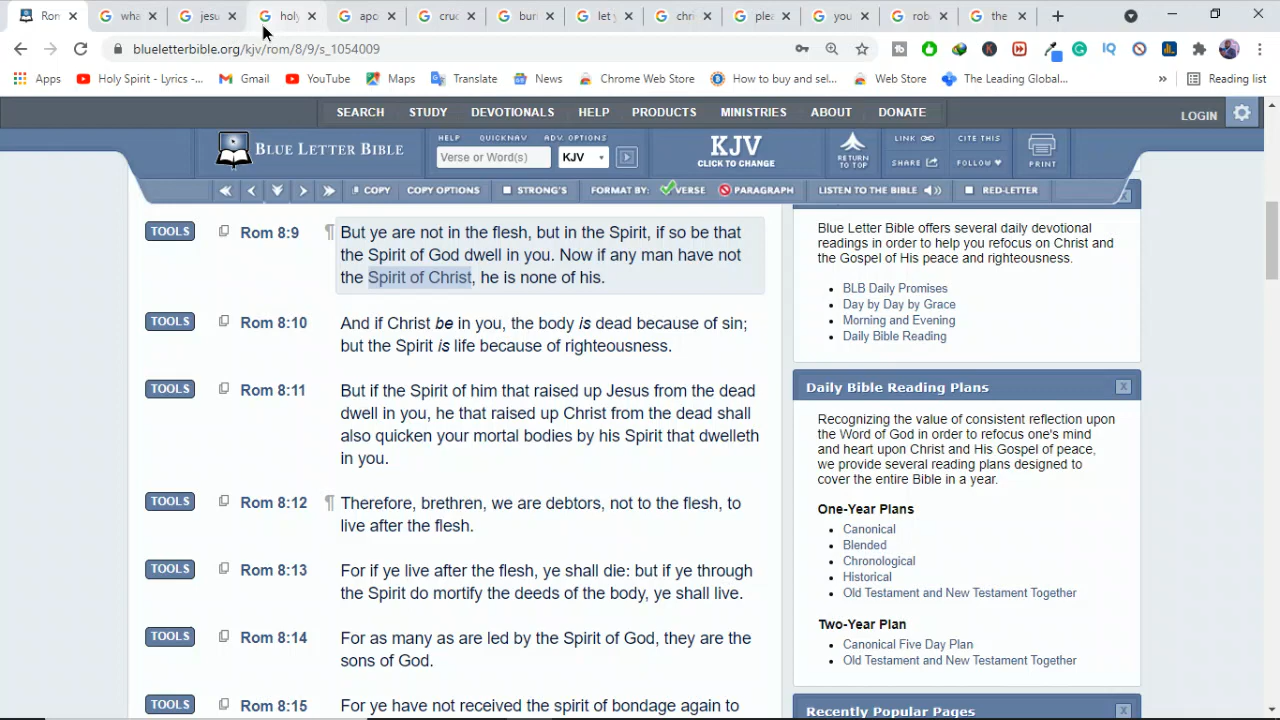 Ron
wha
jesu
holy
apo
cruc
buri
let y
chri
plea
you
rob
the
blueletterbible.org/kjv/rom/8/9/s_1054009
Apps
Holy Spirit - Lyrics -...
Gmail
YouTube
Maps
Translate
News
Chrome Web Store
How to buy and sel...
Web Store
The Leading Global...
»
Reading list
SEARCH STUDY DEVOTIONALS HELP PRODUCTS MINISTRIES ABOUT DONATE
LOGIN
BLUE LETTER BIBLE
HELP QUICKNAV ADV. OPTIONS
Verse or Word(s)
KJV
KJV
CLICK TO CHANGE
RETURN
TO TOP
LINK
CITE THIS
SHARE
FOLLOW
PRINT
COPY COPY OPTIONS STRONG'S FORMAT BY: VERSE PARAGRAPH LISTEN TO THE BIBLE RED-LETTER
TOOLS Rom 8:9 ¶ But ye are not in the flesh, but in the Spirit, if so be that
the Spirit of God dwell in you. Now if any man have not
the Spirit of Christ, he is none of his.
TOOLS Rom 8:10 And if Christ be in you, the body is dead because of sin;
but the Spirit is life because of righteousness.
TOOLS Rom 8:11 But if the Spirit of him that raised up Jesus from the dead
dwell in you, he that raised up Christ from the dead shall
also quicken your mortal bodies by his Spirit that dwelleth
in you.
TOOLS Rom 8:12 ¶ Therefore, brethren, we are debtors, not to the flesh, to
live after the flesh.
TOOLS Rom 8:13 For if ye live after the flesh, ye shall die: but if ye through
the Spirit do mortify the deeds of the body, ye shall live.
TOOLS Rom 8:14 For as many as are led by the Spirit of God, they are the
sons of God.
TOOLS Rom 8:15 For ye have not received the spirit of bondage again to
Blue Letter Bible offers several daily devotional
readings in order to help you refocus on Christ and
the Gospel of His peace and righteousness.
BLB Daily Promises
Day by Day by Grace
Morning and Evening
Daily Bible Reading
Daily Bible Reading Plans
Recognizing the value of consistent reflection upon
the Word of God in order to refocus one's mind
and heart upon Christ and His Gospel of peace,
we provide several reading plans designed to
cover the entire Bible in a year.
One-Year Plans
Canonical
Blended
Chronological
Historical
Old Testament and New Testament Together
Two-Year Plan
Canonical Five Day Plan
Old Testament and New Testament Together
Recently Popular Pages